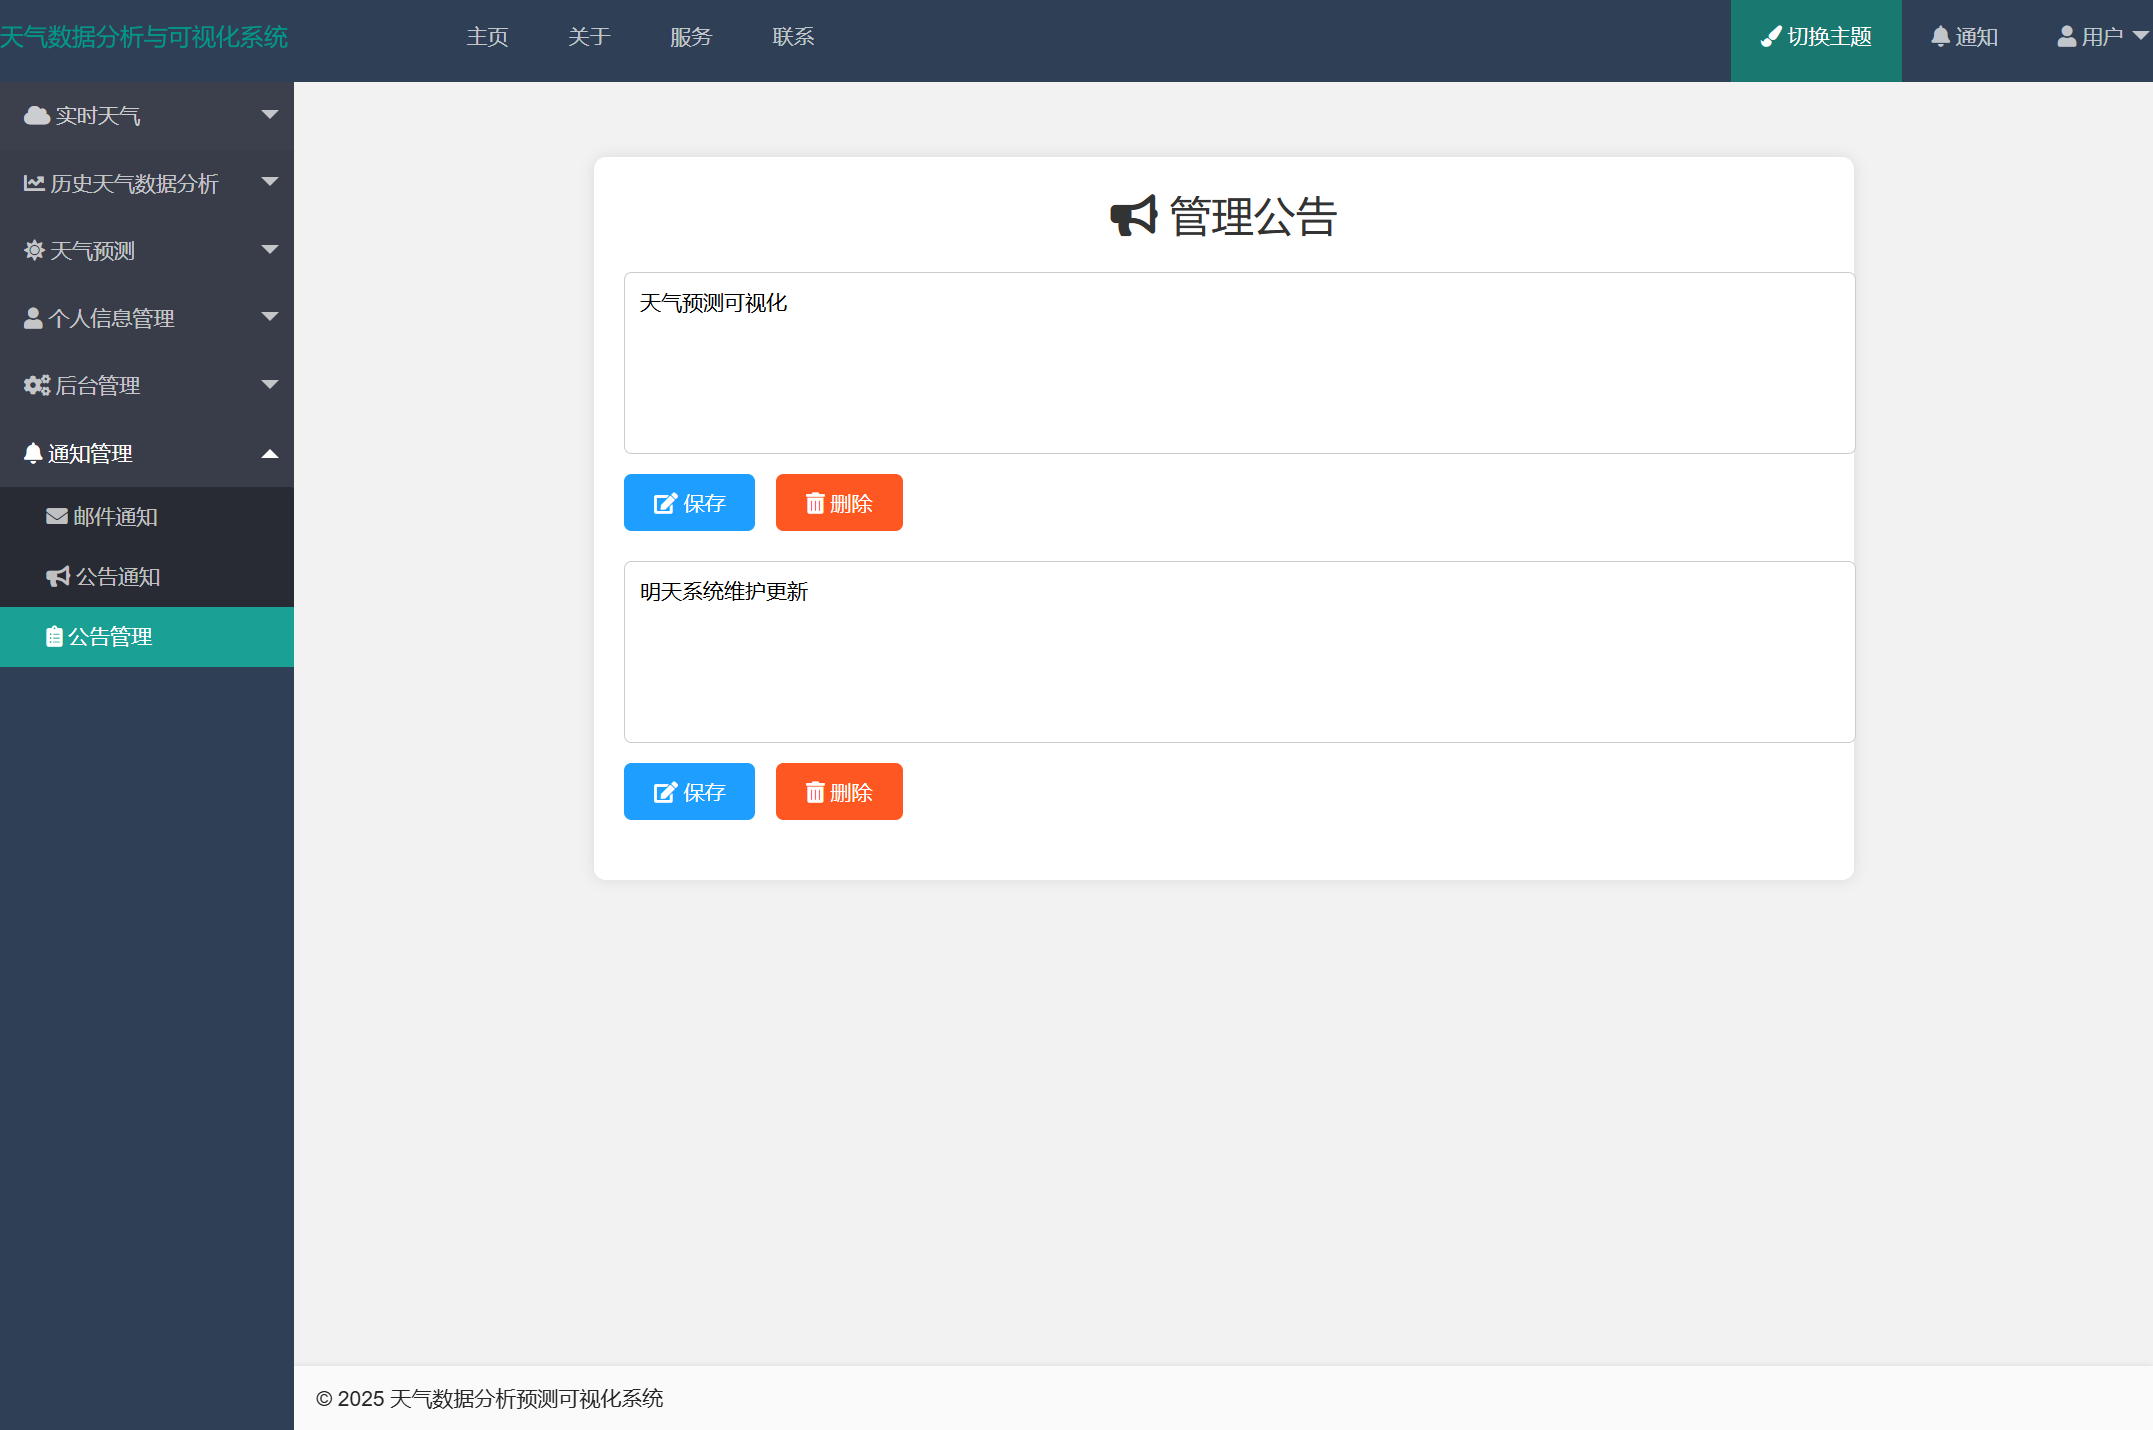 天气数据分析与可视化系统
主页
关于
服务
联系
切换主题
通知
用户
实时天气
历史天气数据分析
天气预测
个人信息管理
后台管理
通知管理
邮件通知
公告通知
公告管理
管理公告
天气预测可视化
保存
删除
明天系统维护更新
保存
删除
© 2025 天气数据分析预测可视化系统